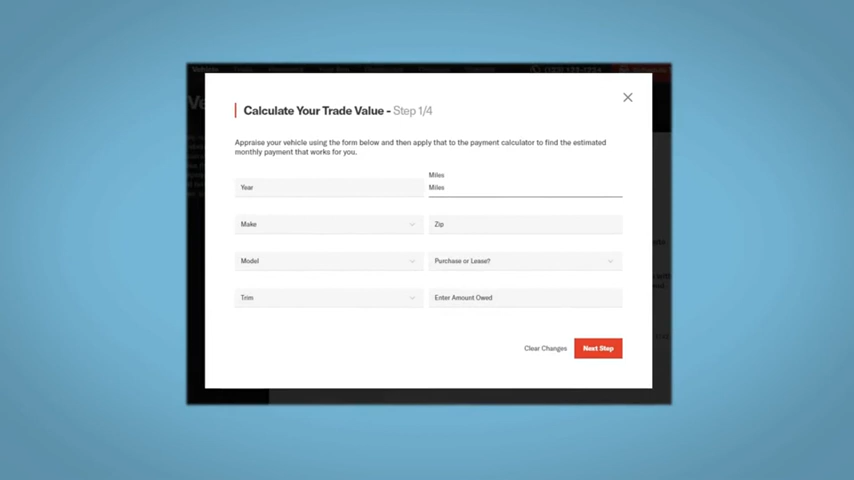 Calculate Your Trade Value - Step 1/4
Appraise your vehicle using the form below and then apply that to the payment calculator to find the estimated
monthly payment that works for you.
Miles
Year
Miles
Make
Zip
Model
Purchase or Lease?
Trim
Enter Amount Owed
Clear Changes
Next Step